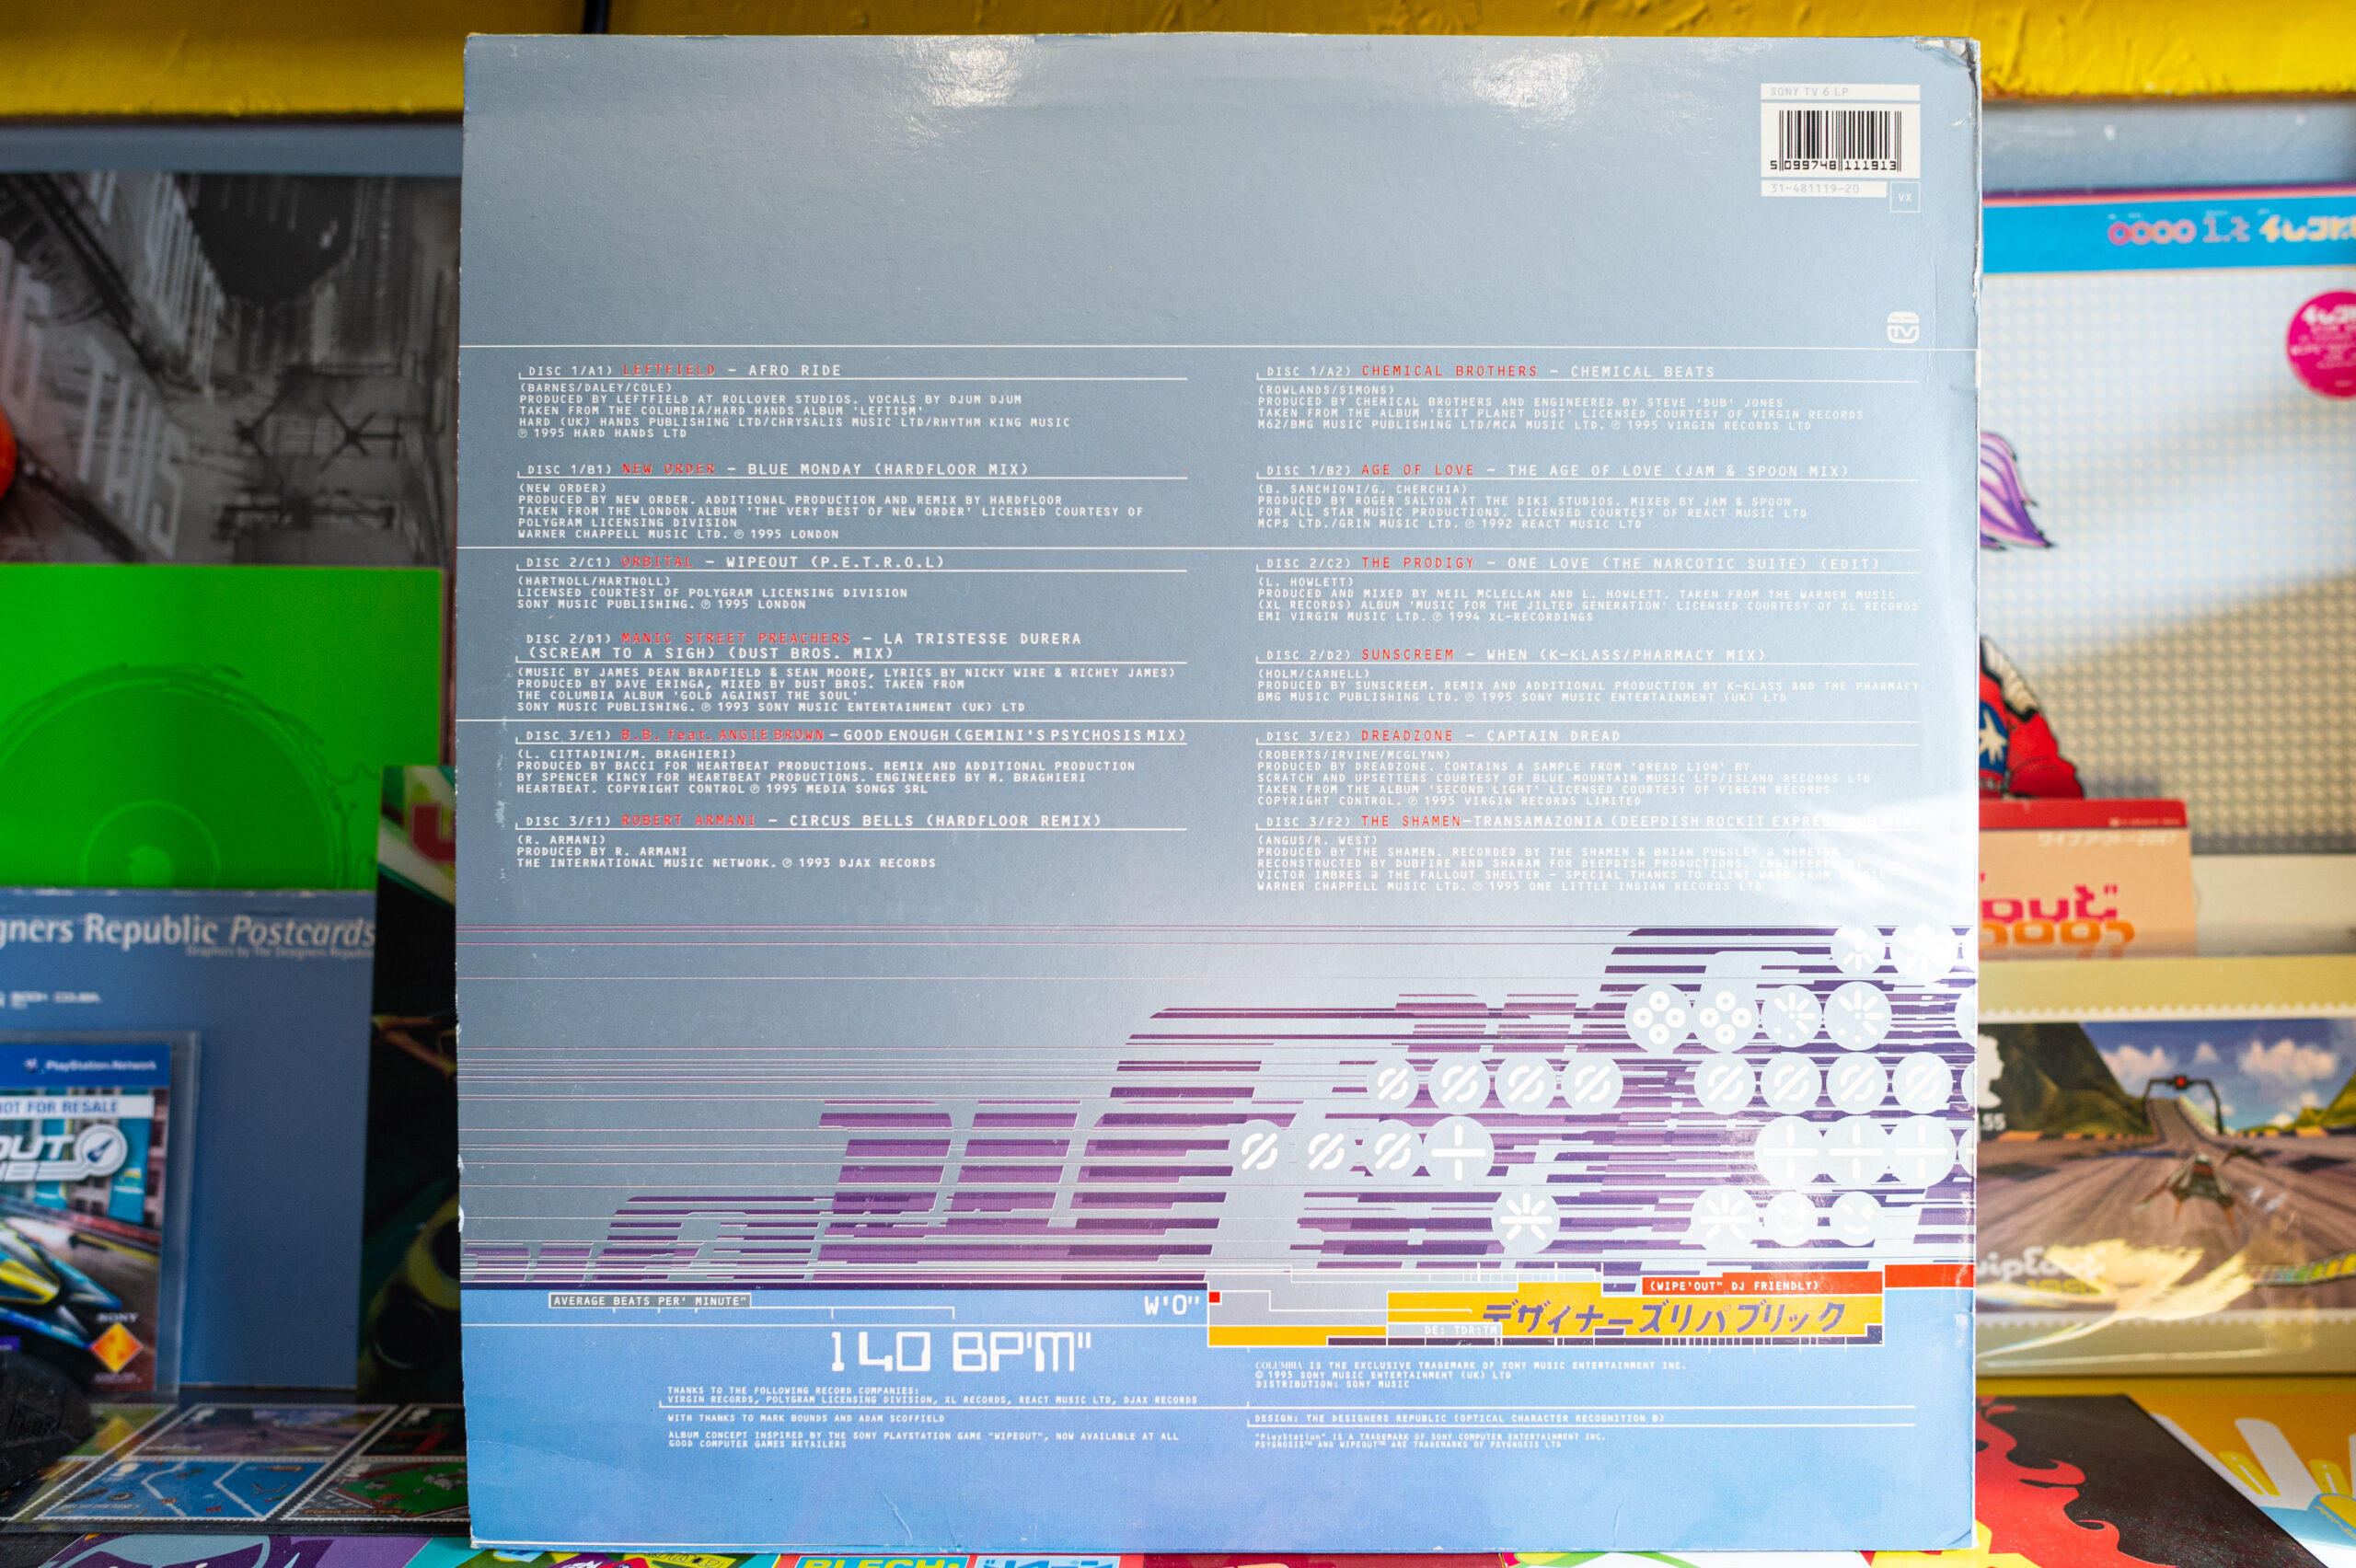 SONY TV 6 LP
5 099748 111913
31-481119-20
VX
TV
DISC 1/A1) LEFTFIELD – AFRO RIDE
(BARNES/DALEY/COLE)
PRODUCED BY LEFTFIELD AT ROLLOVER STUDIOS. VOCALS BY DJUM DJUM
TAKEN FROM THE COLUMBIA/HARD HANDS ALBUM 'LEFTISM'
HARD (UK) HANDS PUBLISHING LTD/CHRYSALIS MUSIC LTD/RHYTHM KING MUSIC
℗ 1995 HARD HANDS LTD
DISC 1/A2) CHEMICAL BROTHERS – CHEMICAL BEATS
(ROWLANDS/SIMONS)
PRODUCED BY CHEMICAL BROTHERS AND ENGINEERED BY STEVE 'DUB' JONES
TAKEN FROM THE ALBUM 'EXIT PLANET DUST' LICENSED COURTESY OF VIRGIN RECORDS
M62/BMG MUSIC PUBLISHING LTD/MCA MUSIC LTD. ℗ 1995 VIRGIN RECORDS LTD
DISC 1/B1) NEW ORDER – BLUE MONDAY (HARDFLOOR MIX)
(NEW ORDER)
PRODUCED BY NEW ORDER. ADDITIONAL PRODUCTION AND REMIX BY HARDFLOOR
TAKEN FROM THE LONDON ALBUM 'THE VERY BEST OF NEW ORDER' LICENSED COURTESY OF
POLYGRAM LICENSING DIVISION
WARNER CHAPPELL MUSIC LTD. ℗ 1995 LONDON
DISC 1/B2) AGE OF LOVE – THE AGE OF LOVE (JAM & SPOON MIX)
(B. SANCHIONI/G. CHERCHIA)
PRODUCED BY ROGER SALYON AT THE DIKI STUDIOS. MIXED BY JAM & SPOON
FOR ALL STAR MUSIC PRODUCTIONS. LICENSED COURTESY OF REACT MUSIC LTD
MCPS LTD./GRIN MUSIC LTD. ℗ 1992 REACT MUSIC LTD
DISC 2/C1) ORBITAL – WIPEOUT (P.E.T.R.O.L)
(HARTNOLL/HARTNOLL)
LICENSED COURTESY OF POLYGRAM LICENSING DIVISION
SONY MUSIC PUBLISHING. ℗ 1995 LONDON
DISC 2/C2) THE PRODIGY – ONE LOVE (THE NARCOTIC SUITE) (EDIT)
(L. HOWLETT)
PRODUCED AND MIXED BY NEIL MCLELLAN AND L. HOWLETT. TAKEN FROM THE WARNER MUSIC
(XL RECORDS) ALBUM 'MUSIC FOR THE JILTED GENERATION' LICENSED COURTESY OF XL RECORDS
EMI VIRGIN MUSIC LTD. ℗ 1994 XL-RECORDINGS
DISC 2/D1) MANIC STREET PREACHERS – LA TRISTESSE DURERA
(SCREAM TO A SIGH) (DUST BROS. MIX)
(MUSIC BY JAMES DEAN BRADFIELD & SEAN MOORE, LYRICS BY NICKY WIRE & RICHEY JAMES)
PRODUCED BY DAVE ERINGA, MIXED BY DUST BROS. TAKEN FROM
THE COLUMBIA ALBUM 'GOLD AGAINST THE SOUL'
SONY MUSIC PUBLISHING. ℗ 1993 SONY MUSIC ENTERTAINMENT (UK) LTD
DISC 2/D2) SUNSCREEM – WHEN (K-KLASS/PHARMACY MIX)
(HOLM/CARNELL)
PRODUCED BY SUNSCREEM. REMIX AND ADDITIONAL PRODUCTION BY K-KLASS AND THE PHARMACY
BMG MUSIC PUBLISHING LTD. ℗ 1995 SONY MUSIC ENTERTAINMENT (UK) LTD
DISC 3/E1) B.B. feat. ANGIE BROWN – GOOD ENOUGH (GEMINI'S PSYCHOSIS MIX)
(L. CITTADINI/M. BRAGHIERI)
PRODUCED BY BACCI FOR HEARTBEAT PRODUCTIONS. REMIX AND ADDITIONAL PRODUCTION
BY SPENCER KINCY FOR HEARTBEAT PRODUCTIONS. ENGINEERED BY M. BRAGHIERI
HEARTBEAT. COPYRIGHT CONTROL ℗ 1995 MEDIA SONGS SRL
DISC 3/E2) DREADZONE – CAPTAIN DREAD
(ROBERTS/IRVINE/MCGLYNN)
PRODUCED BY DREADZONE. CONTAINS A SAMPLE FROM 'DREAD LION' BY
SCRATCH AND UPSETTERS COURTESY OF BLUE MOUNTAIN MUSIC LTD/ISLAND RECORDS LTD
TAKEN FROM THE ALBUM 'SECOND LIGHT' LICENSED COURTESY OF VIRGIN RECORDS
COPYRIGHT CONTROL. ℗ 1995 VIRGIN RECORDS LIMITED
DISC 3/F1) ROBERT ARMANI – CIRCUS BELLS (HARDFLOOR REMIX)
(R. ARMANI)
PRODUCED BY R. ARMANI
THE INTERNATIONAL MUSIC NETWORK. ℗ 1993 DJAX RECORDS
DISC 3/F2) THE SHAMEN–TRANSAMAZONIA (DEEPDISH ROCKIT EXPRESS
(ANGUS/R. WEST)
PRODUCED BY THE SHAMEN. RECORDED BY THE SHAMEN & BRIAN PUGSLEY @ NEMETON
RECONSTRUCTED BY DUBFIRE AND SHARAM FOR DEEPDISH PRODUCTIONS. ENGINEERED BY
VICTOR IMBRES @ THE FALLOUT SHELTER – SPECIAL THANKS TO CLINT WARD FROM
WARNER CHAPPELL MUSIC LTD. ℗ 1995 ONE LITTLE INDIAN RECORDS LTD
AVERAGE BEATS PER' MINUTE"
W'O"
(WIPE'OUT" DJ FRIENDLY)
デザイナーズリパブリック
DE: TDR:TM
140 BP'M"
COLUMBIA IS THE EXCLUSIVE TRADEMARK OF SONY MUSIC ENTERTAINMENT INC.
© 1995 SONY MUSIC ENTERTAINMENT (UK) LTD
DISTRIBUTION: SONY MUSIC
THANKS TO THE FOLLOWING RECORD COMPANIES:
VIRGIN RECORDS, POLYGRAM LICENSING DIVISION, XL RECORDS, REACT MUSIC LTD, DJAX RECORDS
WITH THANKS TO MARK BOUNDS AND ADAM SCOFFIELD
DESIGN: THE DESIGNERS REPUBLIC (OPTICAL CHARACTER RECOGNITION B)
ALBUM CONCEPT INSPIRED BY THE SONY PLAYSTATION GAME "WIPEOUT", NOW AVAILABLE AT ALL
GOOD COMPUTER GAMES RETAILERS
"PlayStation" IS A TRADEMARK OF SONY COMPUTER ENTERTAINMENT INC.
PSYGNOSIS™ AND WIPEOUT™ ARE TRADEMARKS OF PSYGNOSIS LTD
gners Republic Postcards
Graphics by The Designers Republic
PlayStation Network
NOT FOR RESALE
OUT
SONY
out"
wipEout
BLECH: